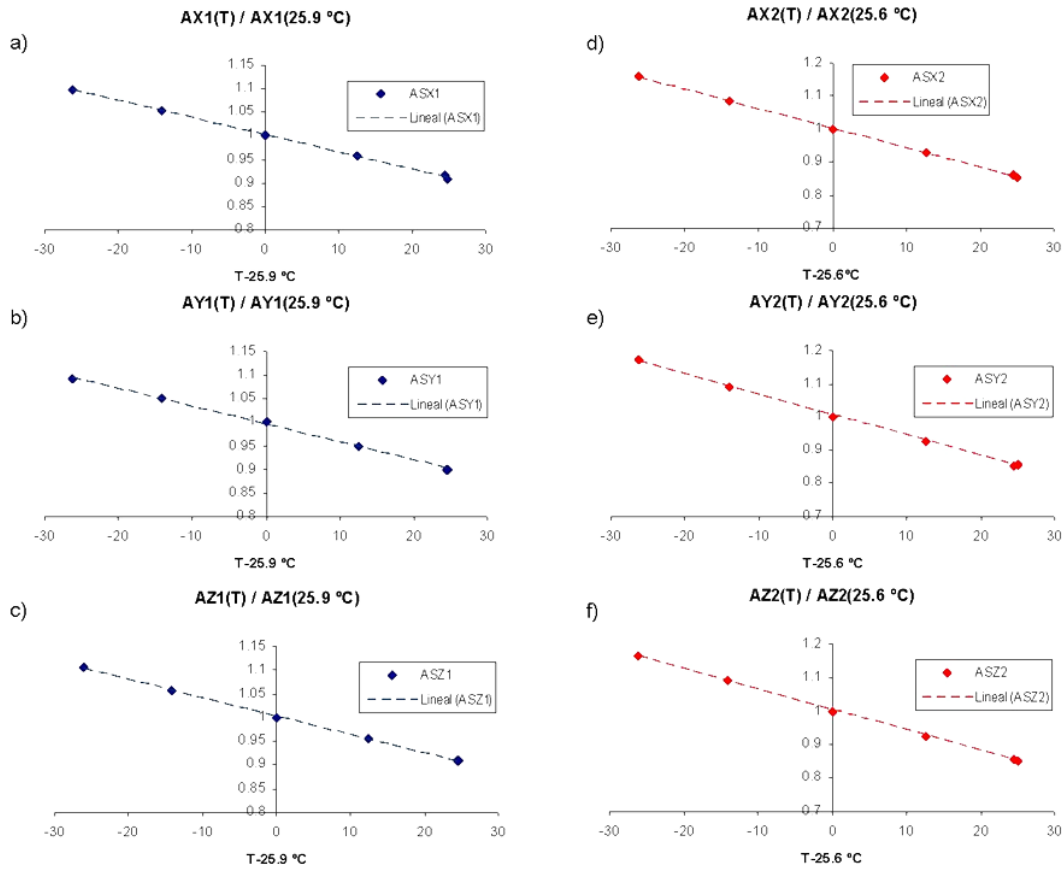 AX1(T) / AX1(25.9 ºC)
a)
1.15
1.1
1.05
1
0.95
0.9
0.85
0.8
ASX1
Lineal (ASX1)
-30 -20 -10 0 10 20 30
T-25.9 ºC
AX2(T) / AX2(25.6 ºC)
d)
1.2
1.1
1
0.9
0.8
0.7
ASX2
Lineal (ASX2)
-30 -20 -10 0 10 20 30
T-25.6ºC
AY1(T) / AY1(25.9 ºC)
b)
1.15
1.1
1.05
1
0.95
0.9
0.85
0.8
ASY1
Lineal (ASY1)
-30 -20 -10 0 10 20 30
T-25.9 ºC
AY2(T) / AY2(25.6 ºC)
e)
1.2
1.1
1
0.9
0.8
0.7
ASY2
Lineal (ASY2)
-30 -20 -10 0 10 20 30
T-25.6 ºC
AZ1(T) / AZ1(25.9 ºC)
c)
1.15
1.1
1.05
1
0.95
0.9
0.85
0.8
ASZ1
Lineal (ASZ1)
-30 -20 -10 0 10 20 30
T-25.9 ºC
AZ2(T) / AZ2(25.6 ºC)
f)
1.2
1.1
1
0.9
0.8
0.7
ASZ2
Lineal (ASZ2)
-30 -20 -10 0 10 20 30
T-25.6 ºC